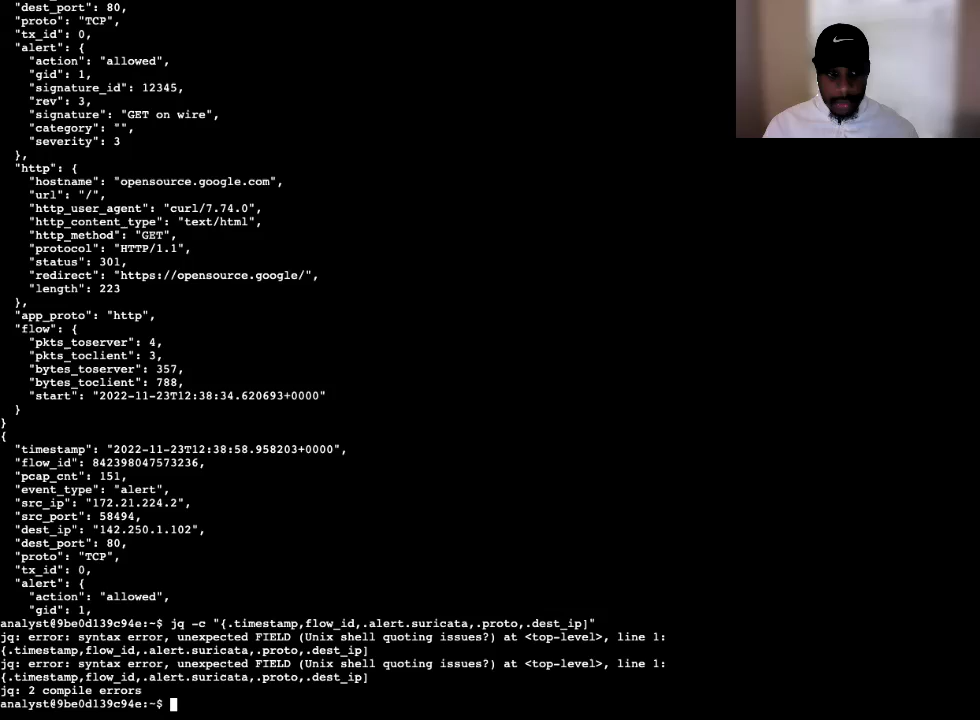 "dest_port": 80,
"proto": "TCP",
"tx_id": 0,
"alert": {
"action": "allowed",
"gid": 1,
"signature_id": 12345,
"rev": 3,
"signature": "GET on wire",
"category": "",
"severity": 3
},
"http": {
"hostname": "opensource.google.com",
"url": "/",
"http_user_agent": "curl/7.74.0",
"http_content_type": "text/html",
"http_method": "GET",
"protocol": "HTTP/1.1",
"status": 301,
"redirect": "https://opensource.google/",
"length": 223
},
"app_proto": "http",
"flow": {
"pkts_toserver": 4,
"pkts_toclient": 3,
"bytes_toserver": 357,
"bytes_toclient": 788,
"start": "2022-11-23T12:38:34.620693+0000"
}
}
{
"timestamp": "2022-11-23T12:38:58.958203+0000",
"flow_id": 842398047573236,
"pcap_cnt": 151,
"event_type": "alert",
"src_ip": "172.21.224.2",
"src_port": 58494,
"dest_ip": "142.250.1.102",
"dest_port": 80,
"proto": "TCP",
"tx_id": 0,
"alert": {
"action": "allowed",
"gid": 1,
analyst@9be0d139c94e:~$ jq -c "{.timestamp,flow_id,.alert.suricata,.proto,.dest_ip]"
jq: error: syntax error, unexpected FIELD (Unix shell quoting issues?) at <top-level>, line 1:
{.timestamp,flow_id,.alert.suricata,.proto,.dest_ip]
jq: error: syntax error, unexpected FIELD (Unix shell quoting issues?) at <top-level>, line 1:
{.timestamp,flow_id,.alert.suricata,.proto,.dest_ip]
jq: 2 compile errors
analyst@9be0d139c94e:~$